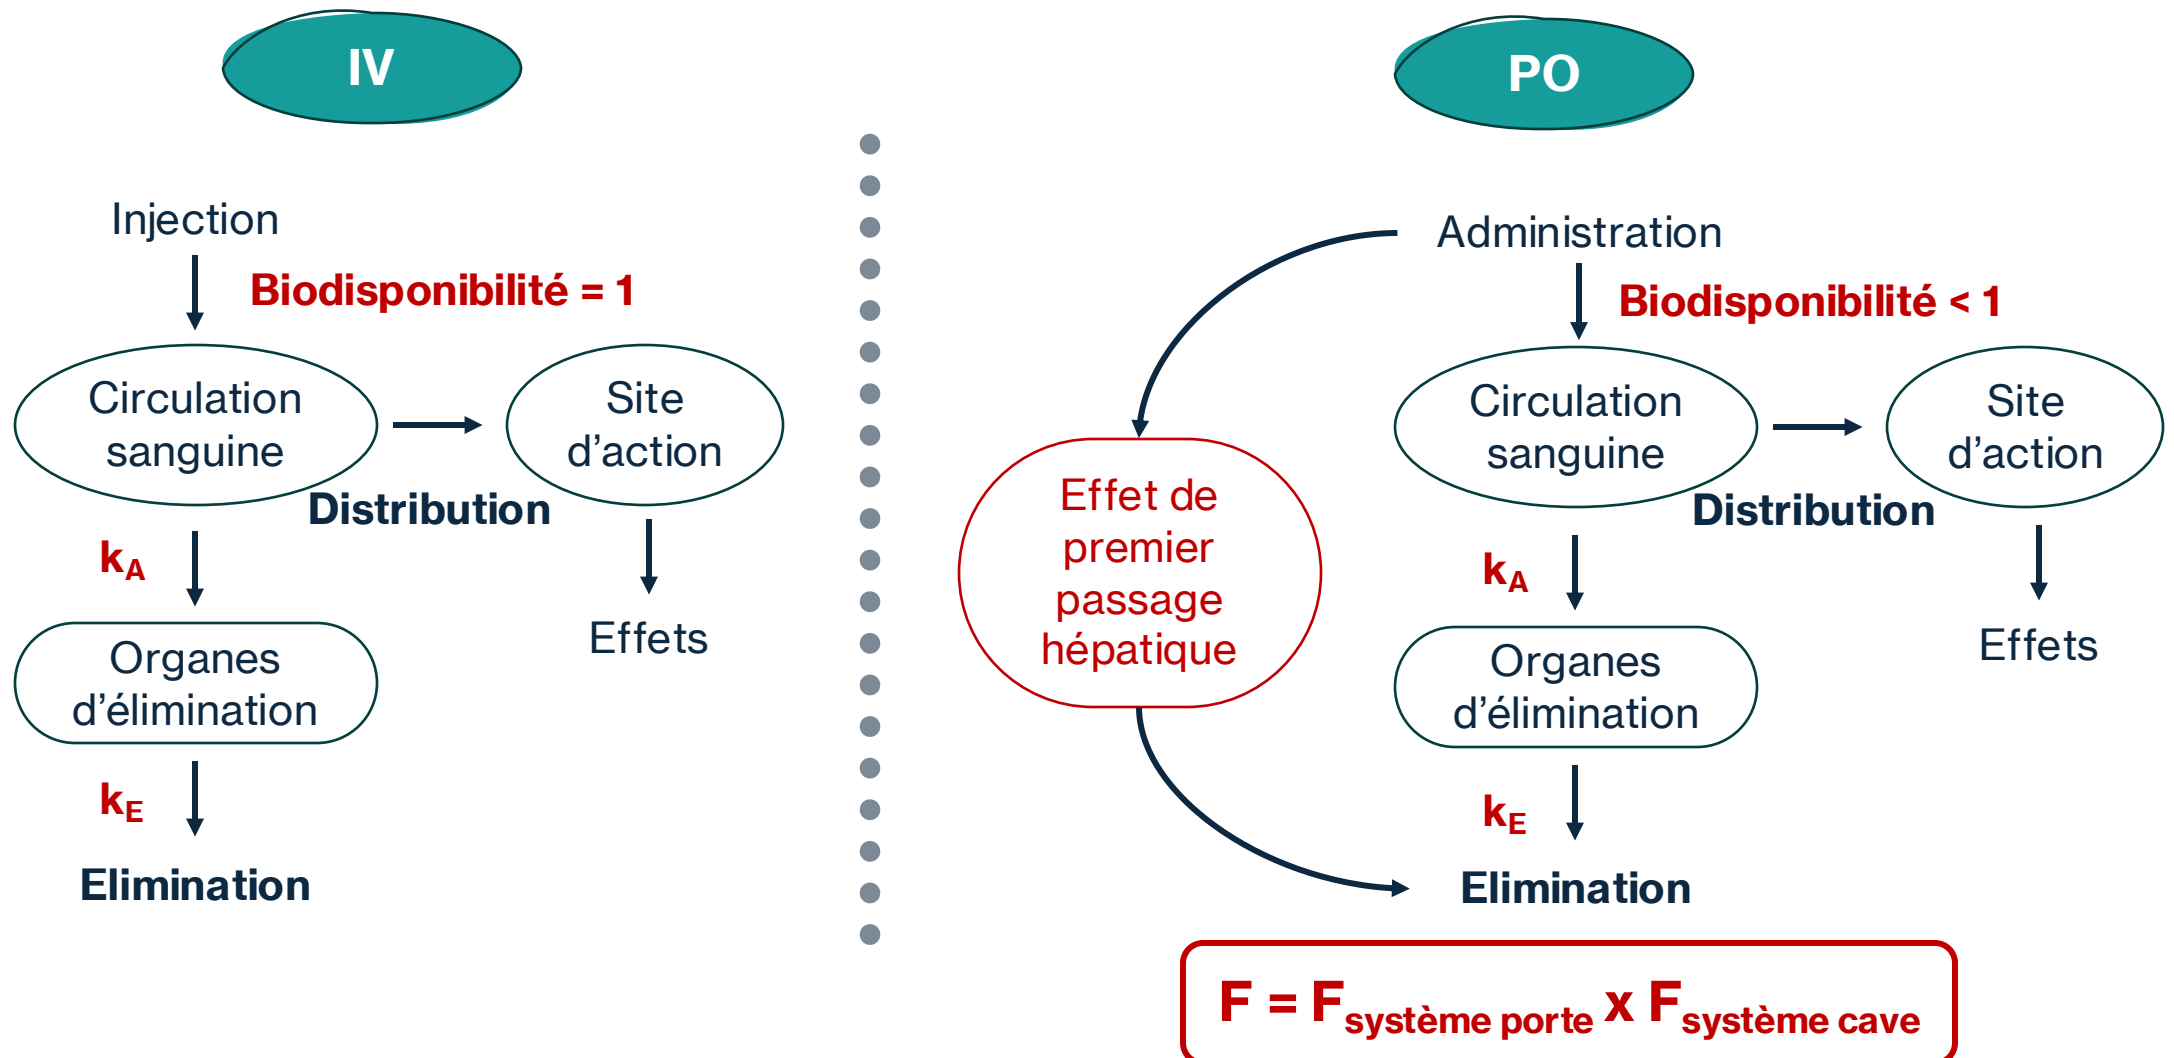 IV
Injection
Biodisponibilité = 1
Circulation
sanguine
Site
d’action
Distribution
kA
Effets
Organes
d’élimination
kE
Elimination
PO
Administration
Biodisponibilité < 1
Effet de
premier
passage
hépatique
Circulation
sanguine
Site
d’action
Distribution
kA
Effets
Organes
d’élimination
kE
Elimination
F = Fsystème porte x Fsystème cave